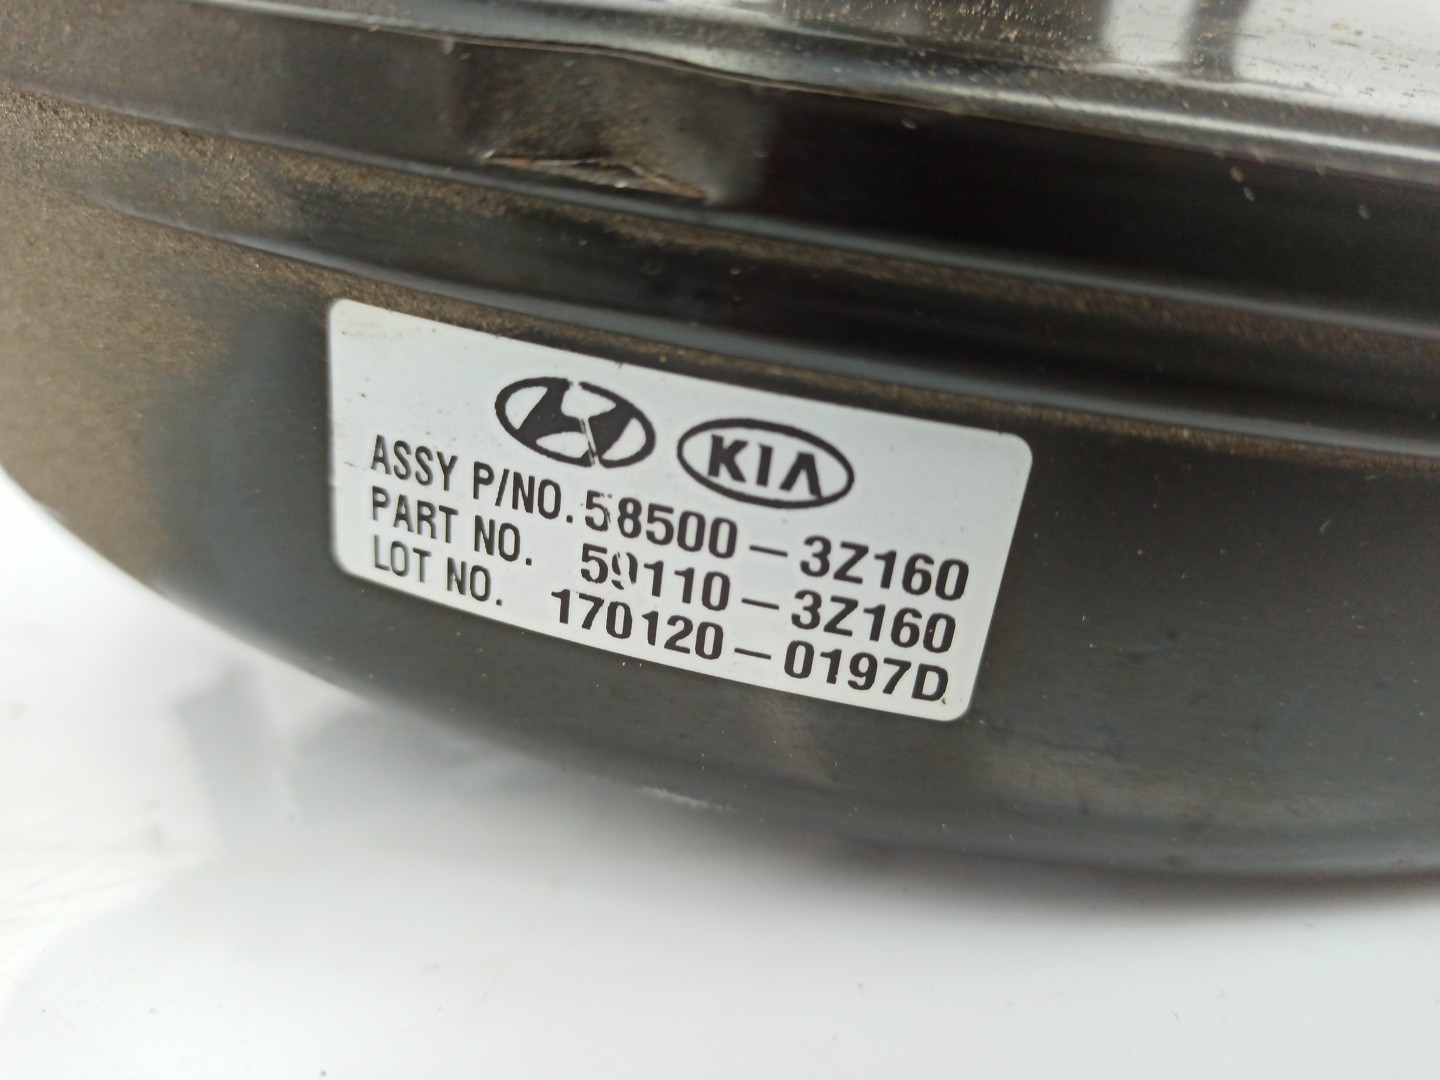 KIA
ASSY P/NO. 58500-3Z160
PART NO. 59110-3Z160
LOT NO. 170120-0197D